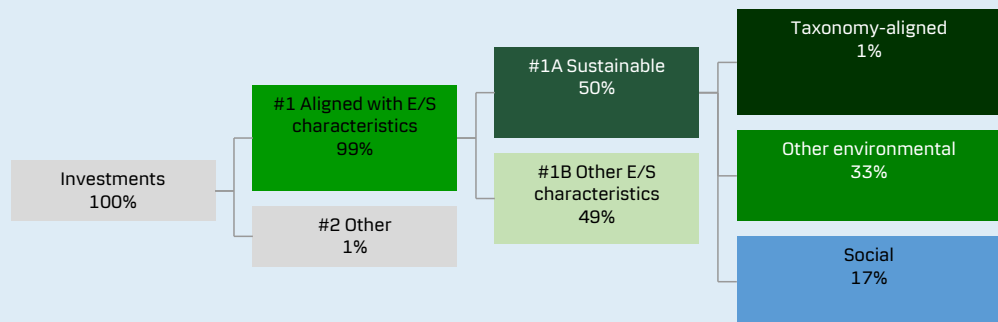 Investments
100%
#1 Aligned with E/S
characteristics
99%
#2 Other
1%
#1A Sustainable
50%
#1B Other E/S
characteristics
49%
Taxonomy-aligned
1%
Other environmental
33%
Social
17%